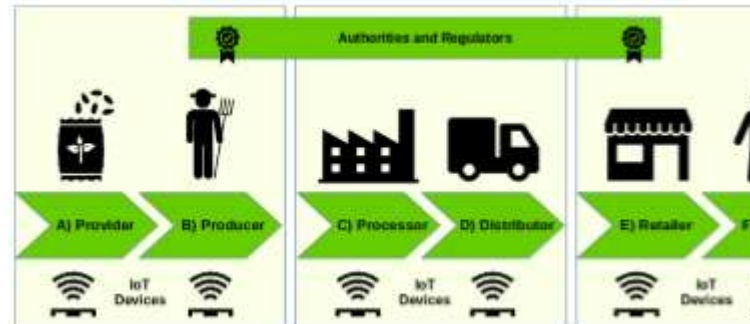 Authorities and Regulators
A) Provider
B) Producer
C) Processor
D) Distributor
E) Retailer
F
IoT
Devices
IoT
Devices
IoT
Devices